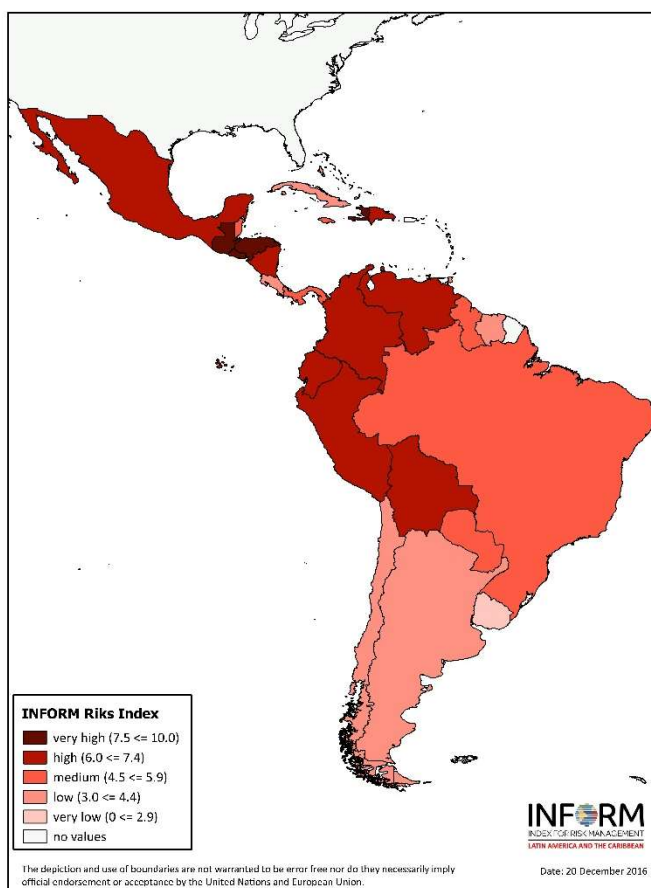 INFORM Riks Index
very high (7.5 <= 10.0)
high (6.0 <= 7.4)
medium (4.5 <= 5.9)
low (3.0 <= 4.4)
very low (0 <= 2.9)
no values
INFORM
INDEX FOR RISK MANAGEMENT
LATIN AMERICA AND THE CARIBBEAN
The depiction and use of boundaries are not warranted to be error free nor do they necessarily imply
official endorsement or acceptance by the United Nations and European Union.
Date: 20 December 2016